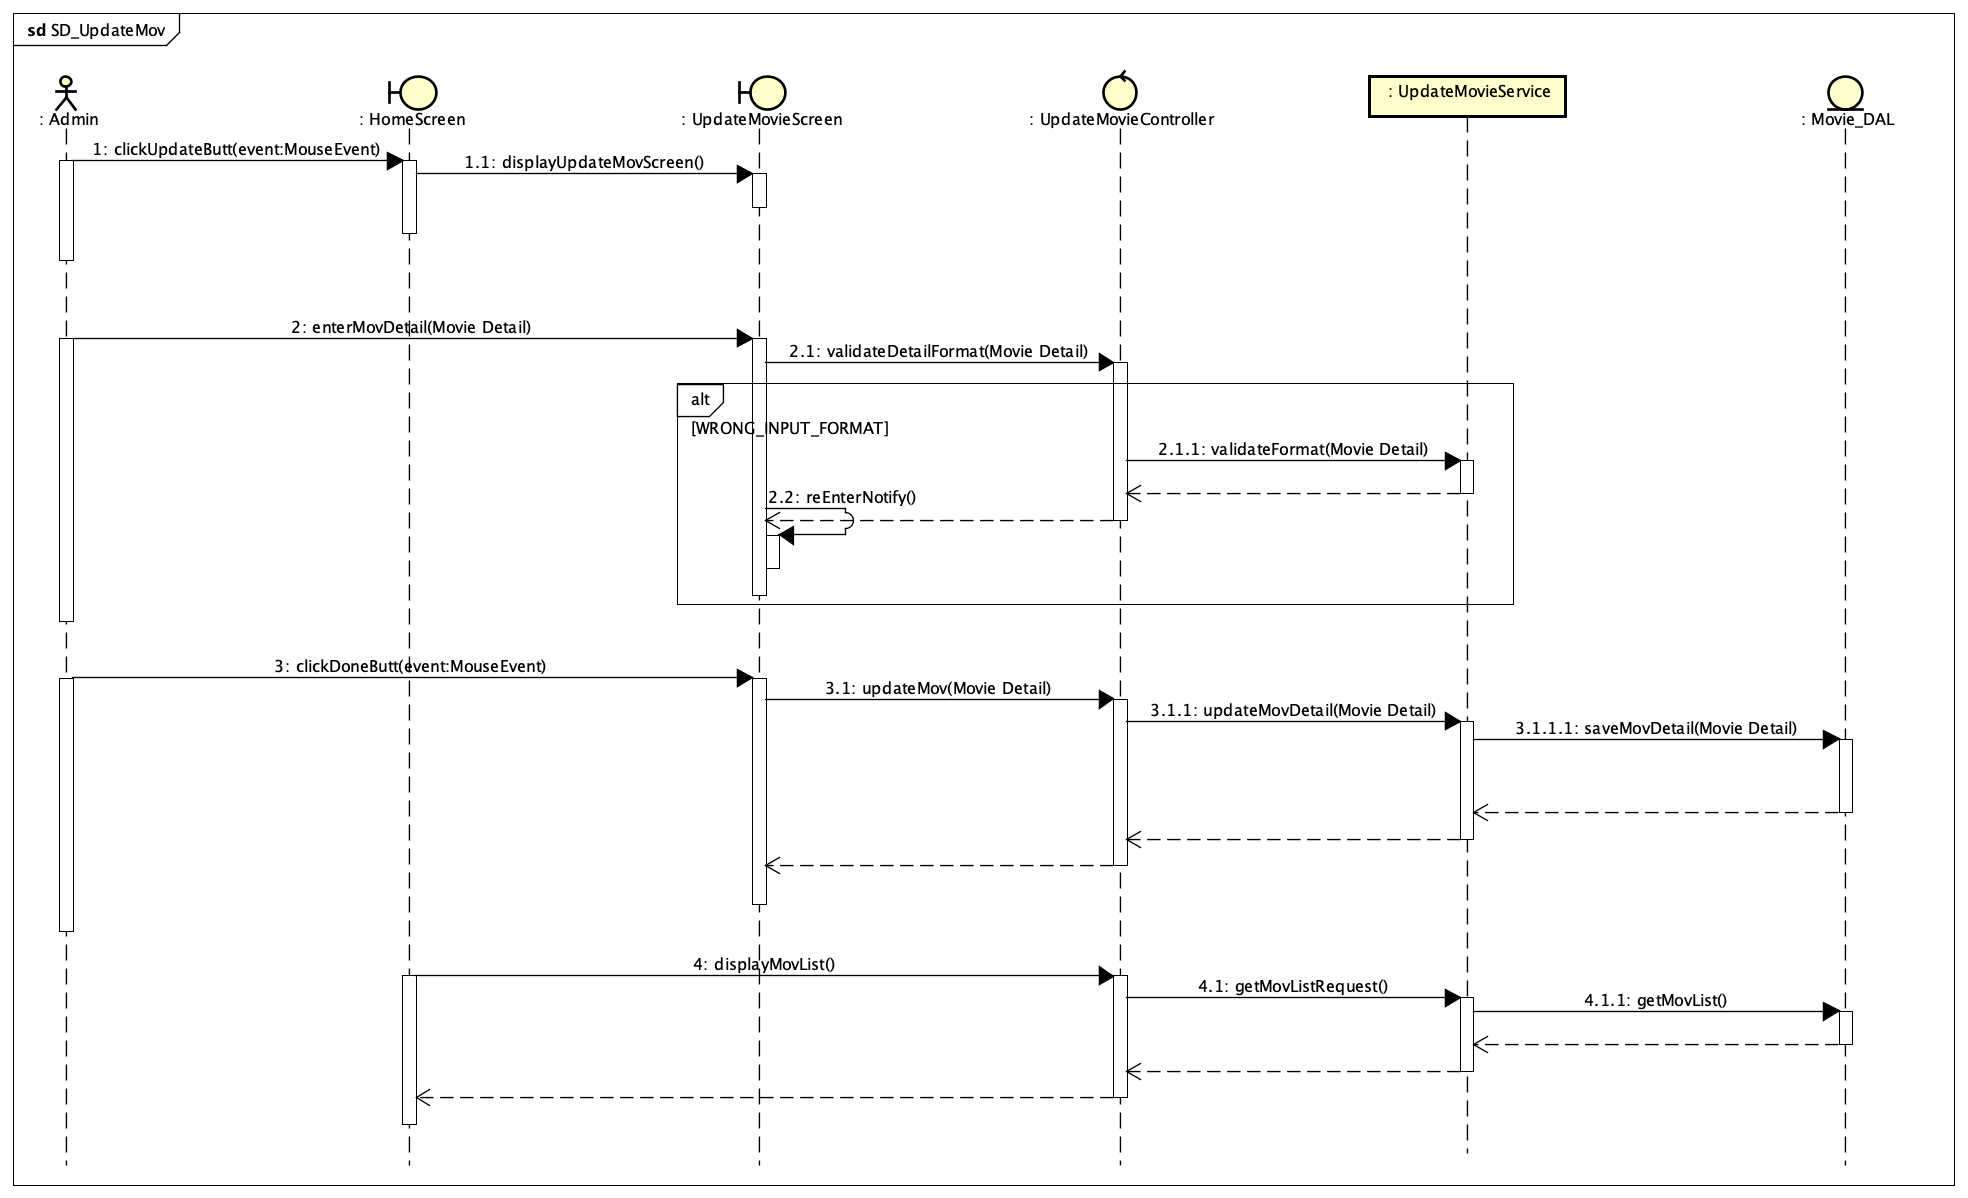 sd SD_UpdateMov
: Admin
: HomeScreen
: UpdateMovieScreen
: UpdateMovieController
: UpdateMovieService
: Movie_DAL
1: clickUpdateButt(event:MouseEvent)
1.1: displayUpdateMovScreen()
2: enterMovDetail(Movie Detail)
2.1: validateDetailFormat(Movie Detail)
alt
[WRONG_INPUT_FORMAT]
2.1.1: validateFormat(Movie Detail)
2.2: reEnterNotify()
3: clickDoneButt(event:MouseEvent)
3.1: updateMov(Movie Detail)
3.1.1: updateMovDetail(Movie Detail)
3.1.1.1: saveMovDetail(Movie Detail)
4: displayMovList()
4.1: getMovListRequest()
4.1.1: getMovList()